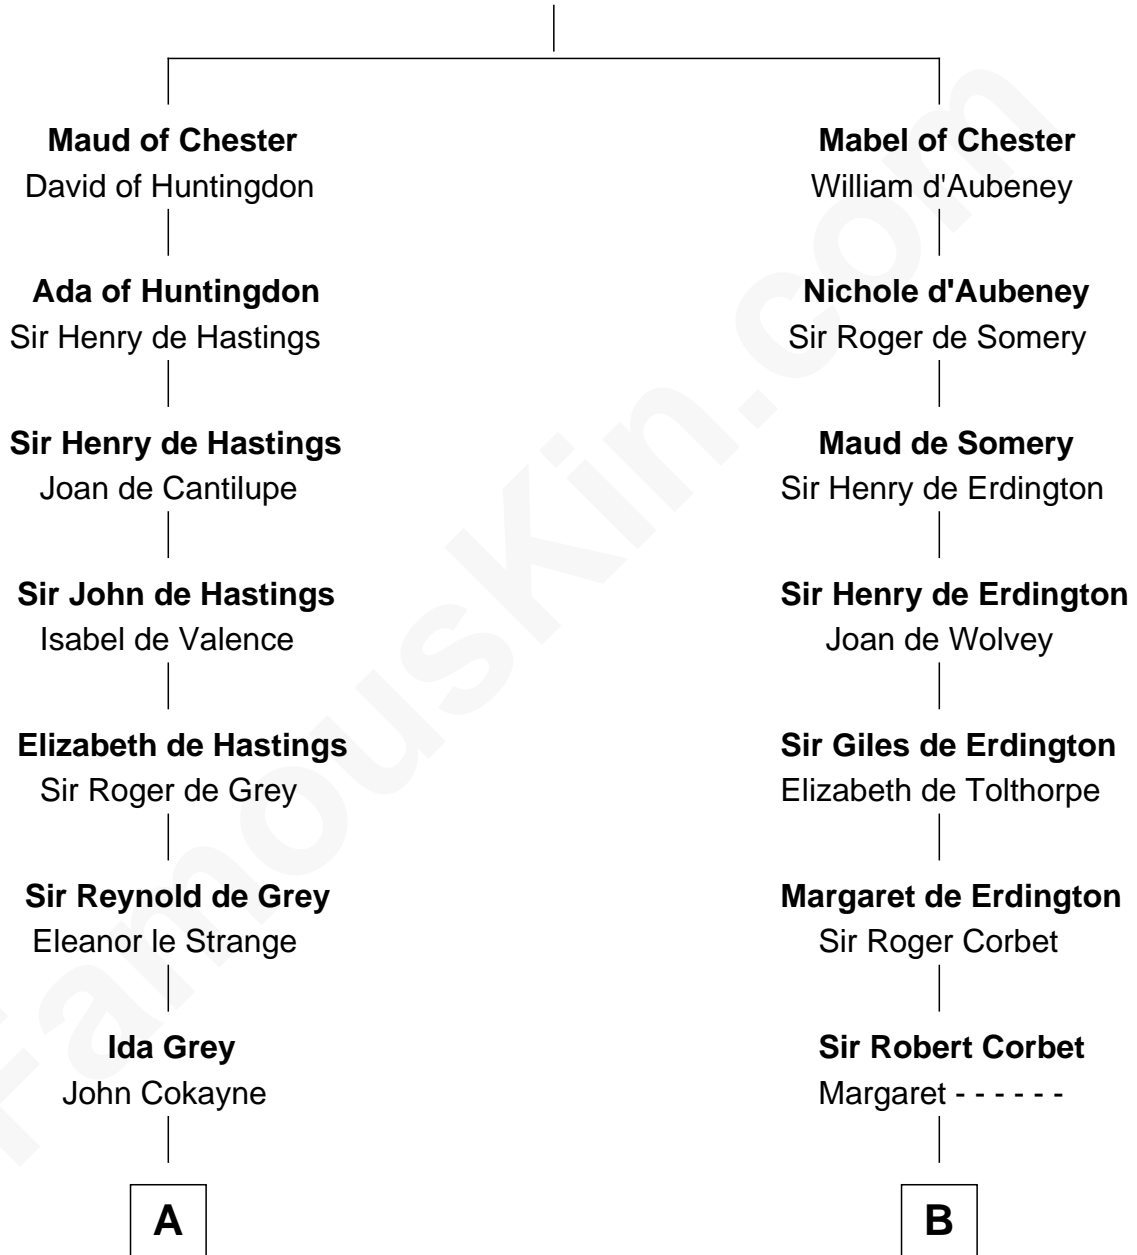 Maud of Chester
David of Huntingdon
Ada of Huntingdon
Sir Henry de Hastings
Sir Henry de Hastings
Joan de Cantilupe
Sir John de Hastings
Isabel de Valence
Elizabeth de Hastings
Sir Roger de Grey
Sir Reynold de Grey
Eleanor le Strange
Ida Grey
John Cokayne
A
Mabel of Chester
William d'Aubeney
Nichole d'Aubeney
Sir Roger de Somery
Maud de Somery
Sir Henry de Erdington
Sir Henry de Erdington
Joan de Wolvey
Sir Giles de Erdington
Elizabeth de Tolthorpe
Margaret de Erdington
Sir Roger Corbet
Sir Robert Corbet
Margaret - - - - - -
B
FamousKin.com